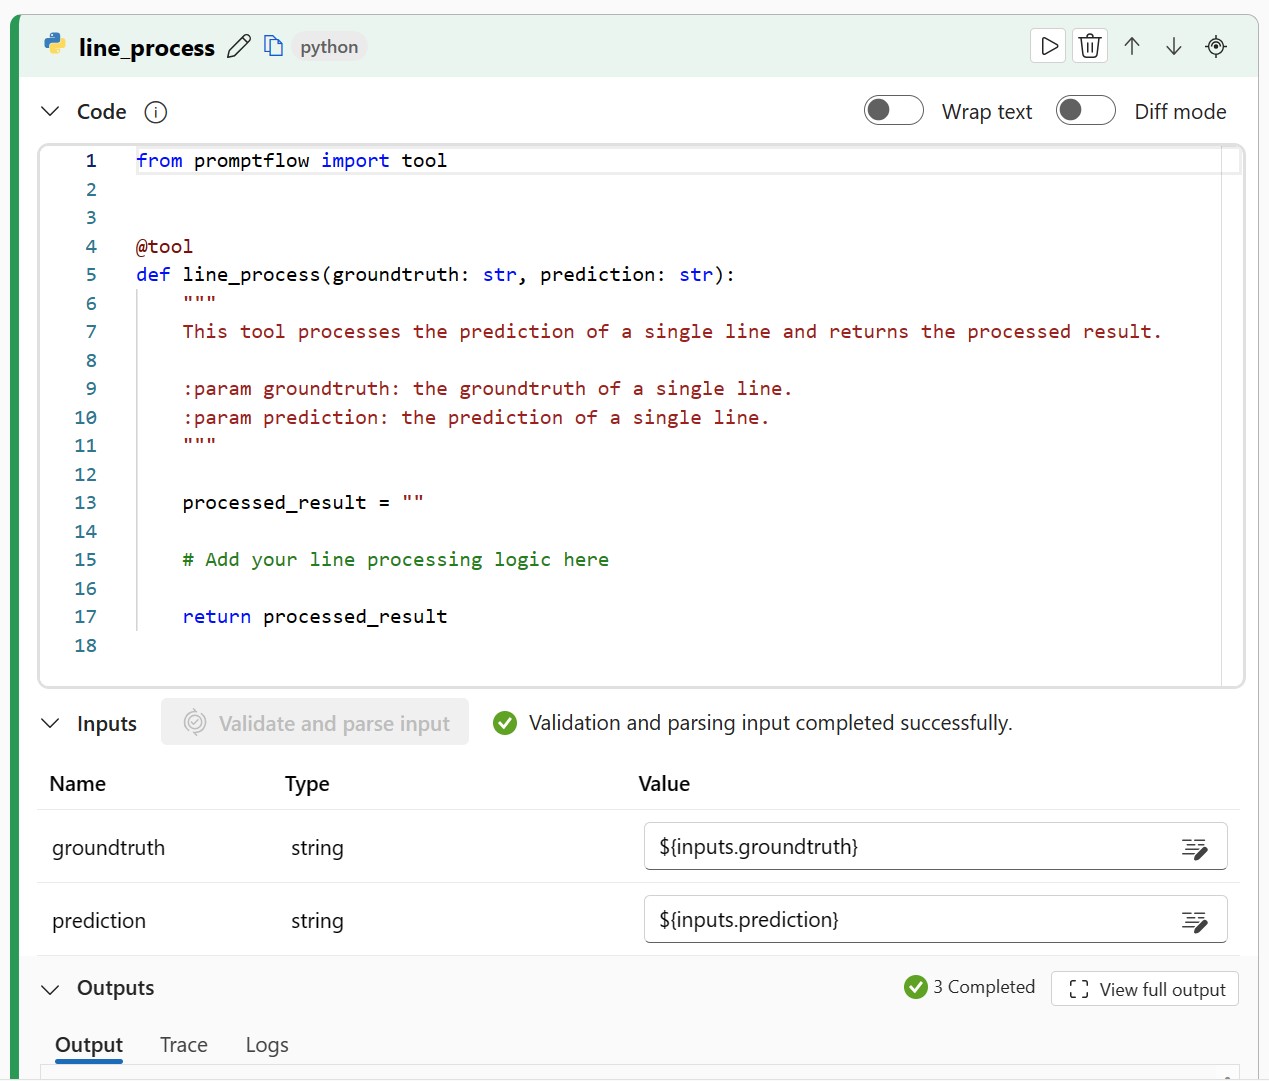 line_process python
Code
Wrap text
Diff mode
1 from promptflow import tool
2
3
4 @tool
5 def line_process(groundtruth: str, prediction: str):
6     """
7     This tool processes the prediction of a single line and returns the processed result.
8
9     :param groundtruth: the groundtruth of a single line.
10     :param prediction: the prediction of a single line.
11     """
12
13     processed_result = ""
14
15     # Add your line processing logic here
16
17     return processed_result
18
Inputs Validate and parse input Validation and parsing input completed successfully.
Name Type Value
groundtruth string ${inputs.groundtruth}
prediction string ${inputs.prediction}
Outputs 3 Completed View full output
Output Trace Logs